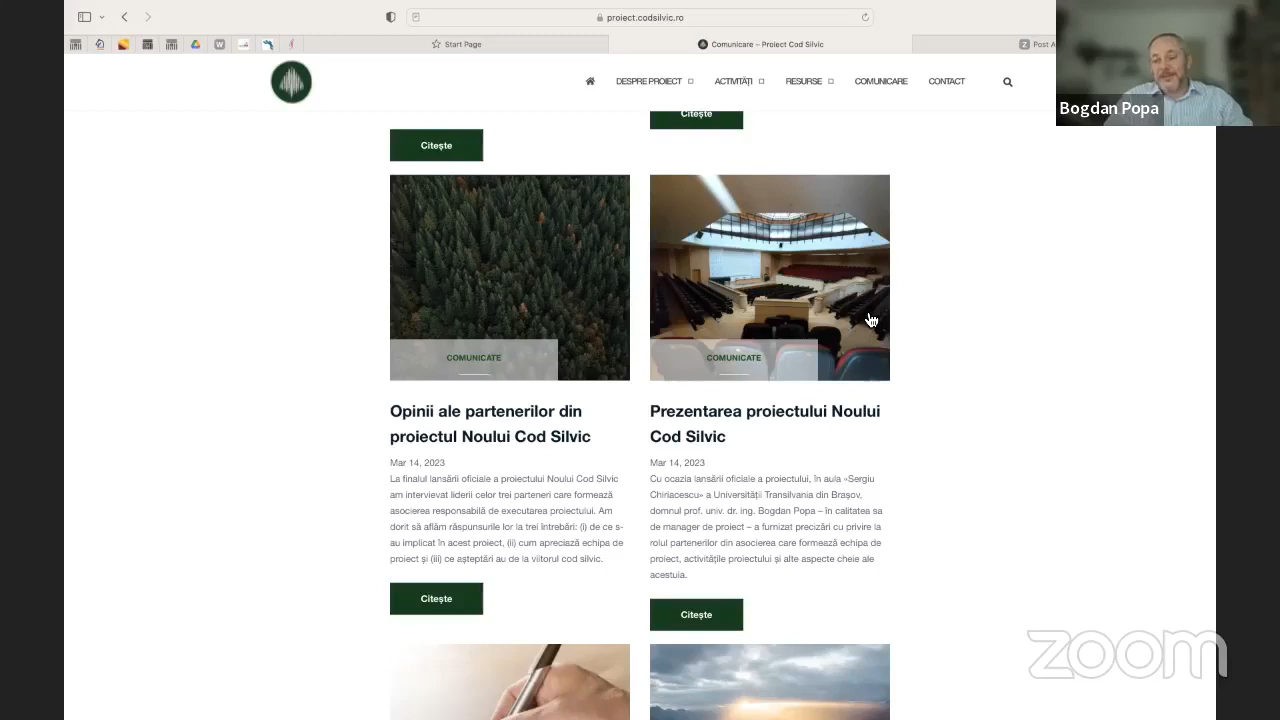 proiect.codsilvic.ro
W
Start Page
Comunicare – Proiect Cod Silvic
Z Post A
Bogdan Popa
DESPRE PROIECT
ACTIVITĂȚI
RESURSE
COMUNICARE
CONTACT
Citește
Citește
COMUNICATE
COMUNICATE
Opinii ale partenerilor din
proiectul Noului Cod Silvic
Mar 14, 2023
La finalul lansării oficiale a proiectului Noului Cod Silvic
am intervievat liderii celor trei parteneri care formează
asocierea responsabilă de executarea proiectului. Am
dorit să aflăm răspunsurile lor la trei întrebări: (i) de ce s-
au implicat în acest proiect, (ii) cum apreciază echipa de
proiect și (iii) ce așteptări au de la viitorul cod silvic.
Citește
Prezentarea proiectului Noului
Cod Silvic
Mar 14, 2023
Cu ocazia lansării oficiale a proiectului, în aula «Sergiu
Chiriacescu» a Universității Transilvania din Brașov,
domnul prof. univ. dr. ing. Bogdan Popa – în calitatea sa
de manager de proiect – a furnizat precizări cu privire la
rolul partenerilor din asocierea care formează echipa de
proiect, activitățile proiectului și alte aspecte cheie ale
acestuia.
Citește
zoom